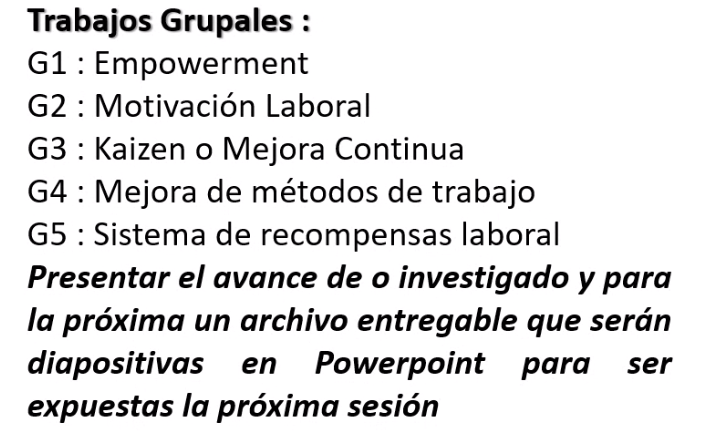 Trabajos Grupales :
G1 : Empowerment
G2 : Motivación Laboral
G3 : Kaizen o Mejora Continua
G4 : Mejora de métodos de trabajo
G5 : Sistema de recompensas laboral
Presentar el avance de o investigado y para
la próxima un archivo entregable que serán
diapositivas en Powerpoint para ser
expuestas la próxima sesión